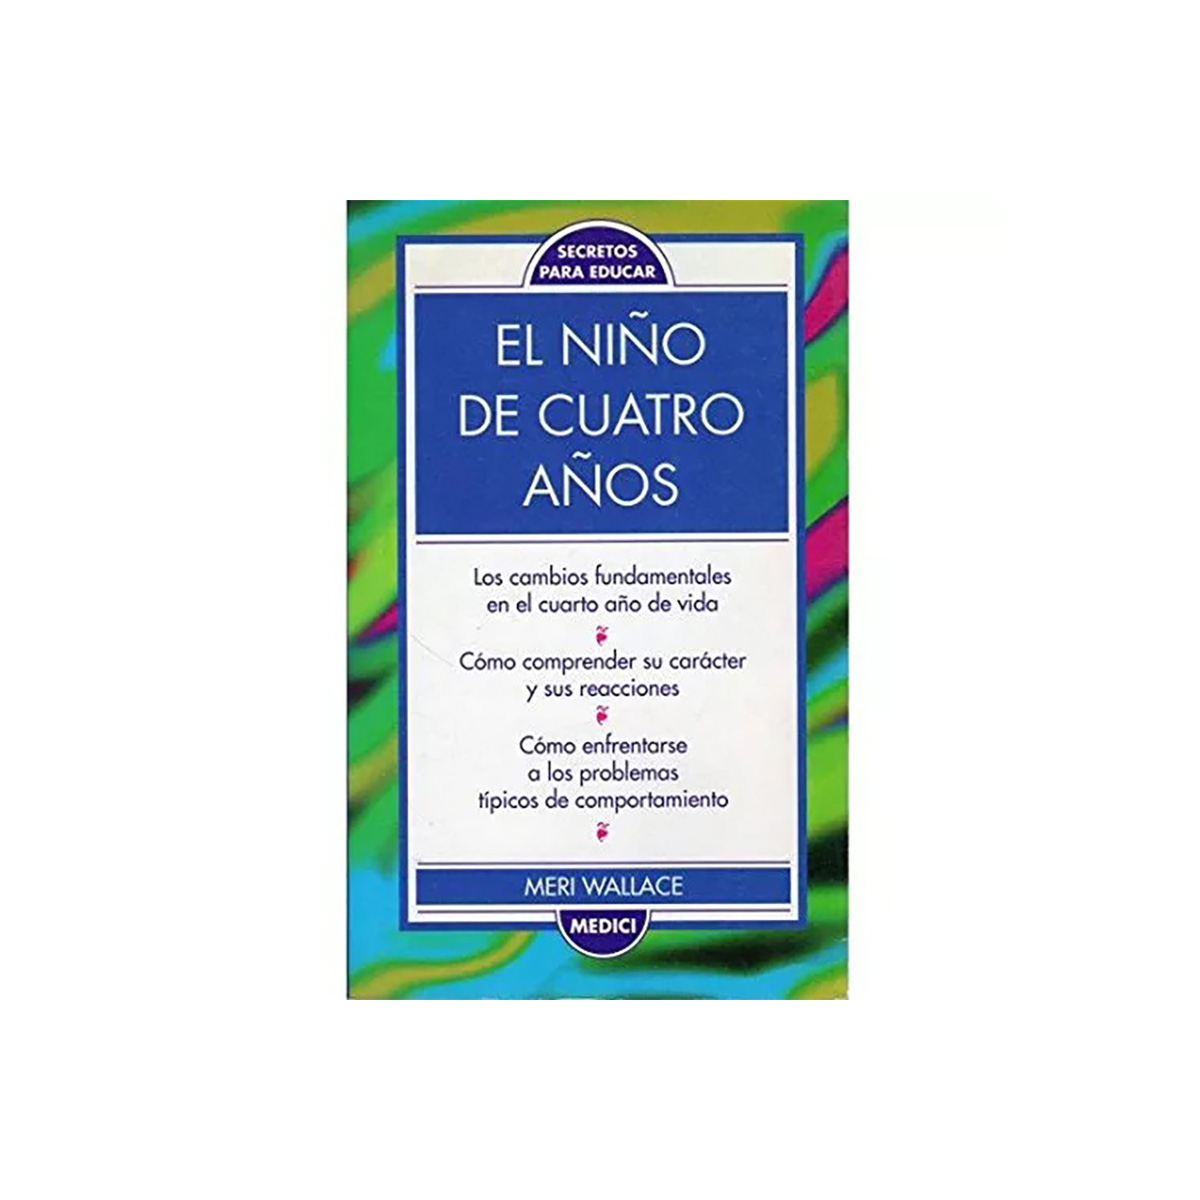 SECRETOS
PARA EDUCAR
EL NIÑO
DE CUATRO
AÑOS
Los cambios fundamentales
en el cuarto año de vida
Cómo comprender su carácter
y sus reacciones
Cómo enfrentarse
a los problemas
típicos de comportamiento
MERI WALLACE
MEDICI